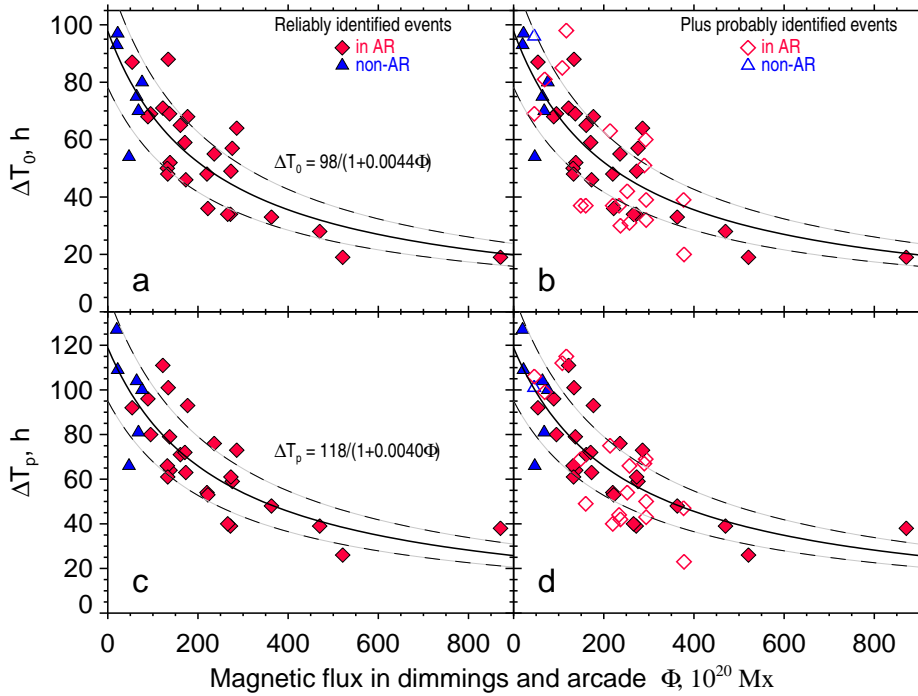 Reliably identified events
in AR
non-AR
Plus probably identified events
in AR
non-AR
100
80
60
40
20
0
ΔT₀, h
ΔT₀ = 98/(1+0.0044Φ)
a
b
120
100
80
60
40
20
0
ΔTₚ, h
ΔTₚ = 118/(1+0.0040Φ)
c
d
0 200 400 600 800 0 200 400 600 800
Magnetic flux in dimmings and arcade Φ, 10²⁰ Mx